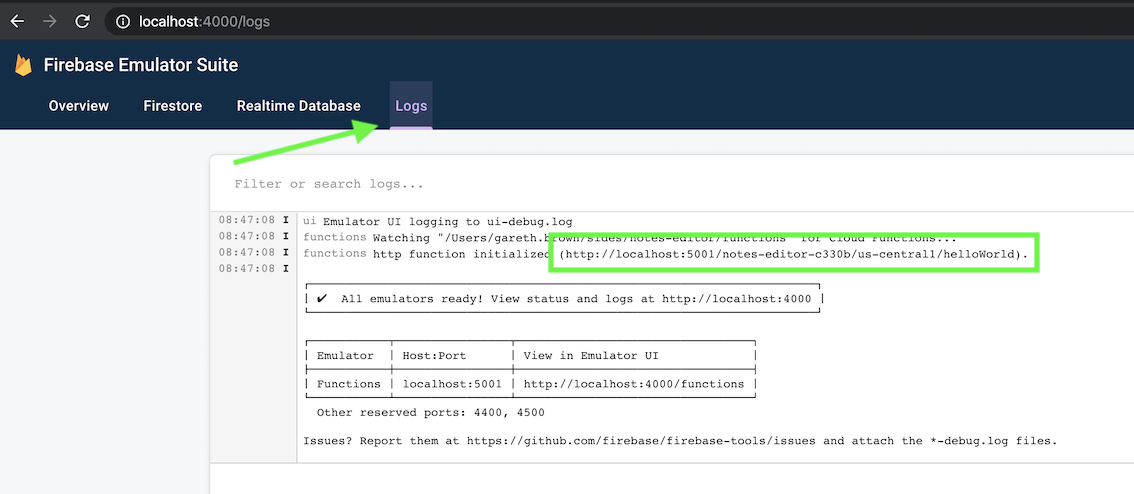 localhost:4000/logs
Firebase Emulator Suite
Overview Firestore Realtime Database Logs
Filter or search logs...
08:47:08 I ui Emulator UI logging to ui-debug.log
08:47:08 I functions Watching "/Users/gareth.brown/sides/notes-editor/functions" for Cloud Functions...
08:47:08 I functions http function initialized (http://localhost:5001/notes-editor-c330b/us-central1/helloWorld).
08:47:08 I
✔ All emulators ready! View status and logs at http://localhost:4000
Emulator Host:Port View in Emulator UI
Functions localhost:5001 http://localhost:4000/functions
Other reserved ports: 4400, 4500
Issues? Report them at https://github.com/firebase/firebase-tools/issues and attach the *-debug.log files.